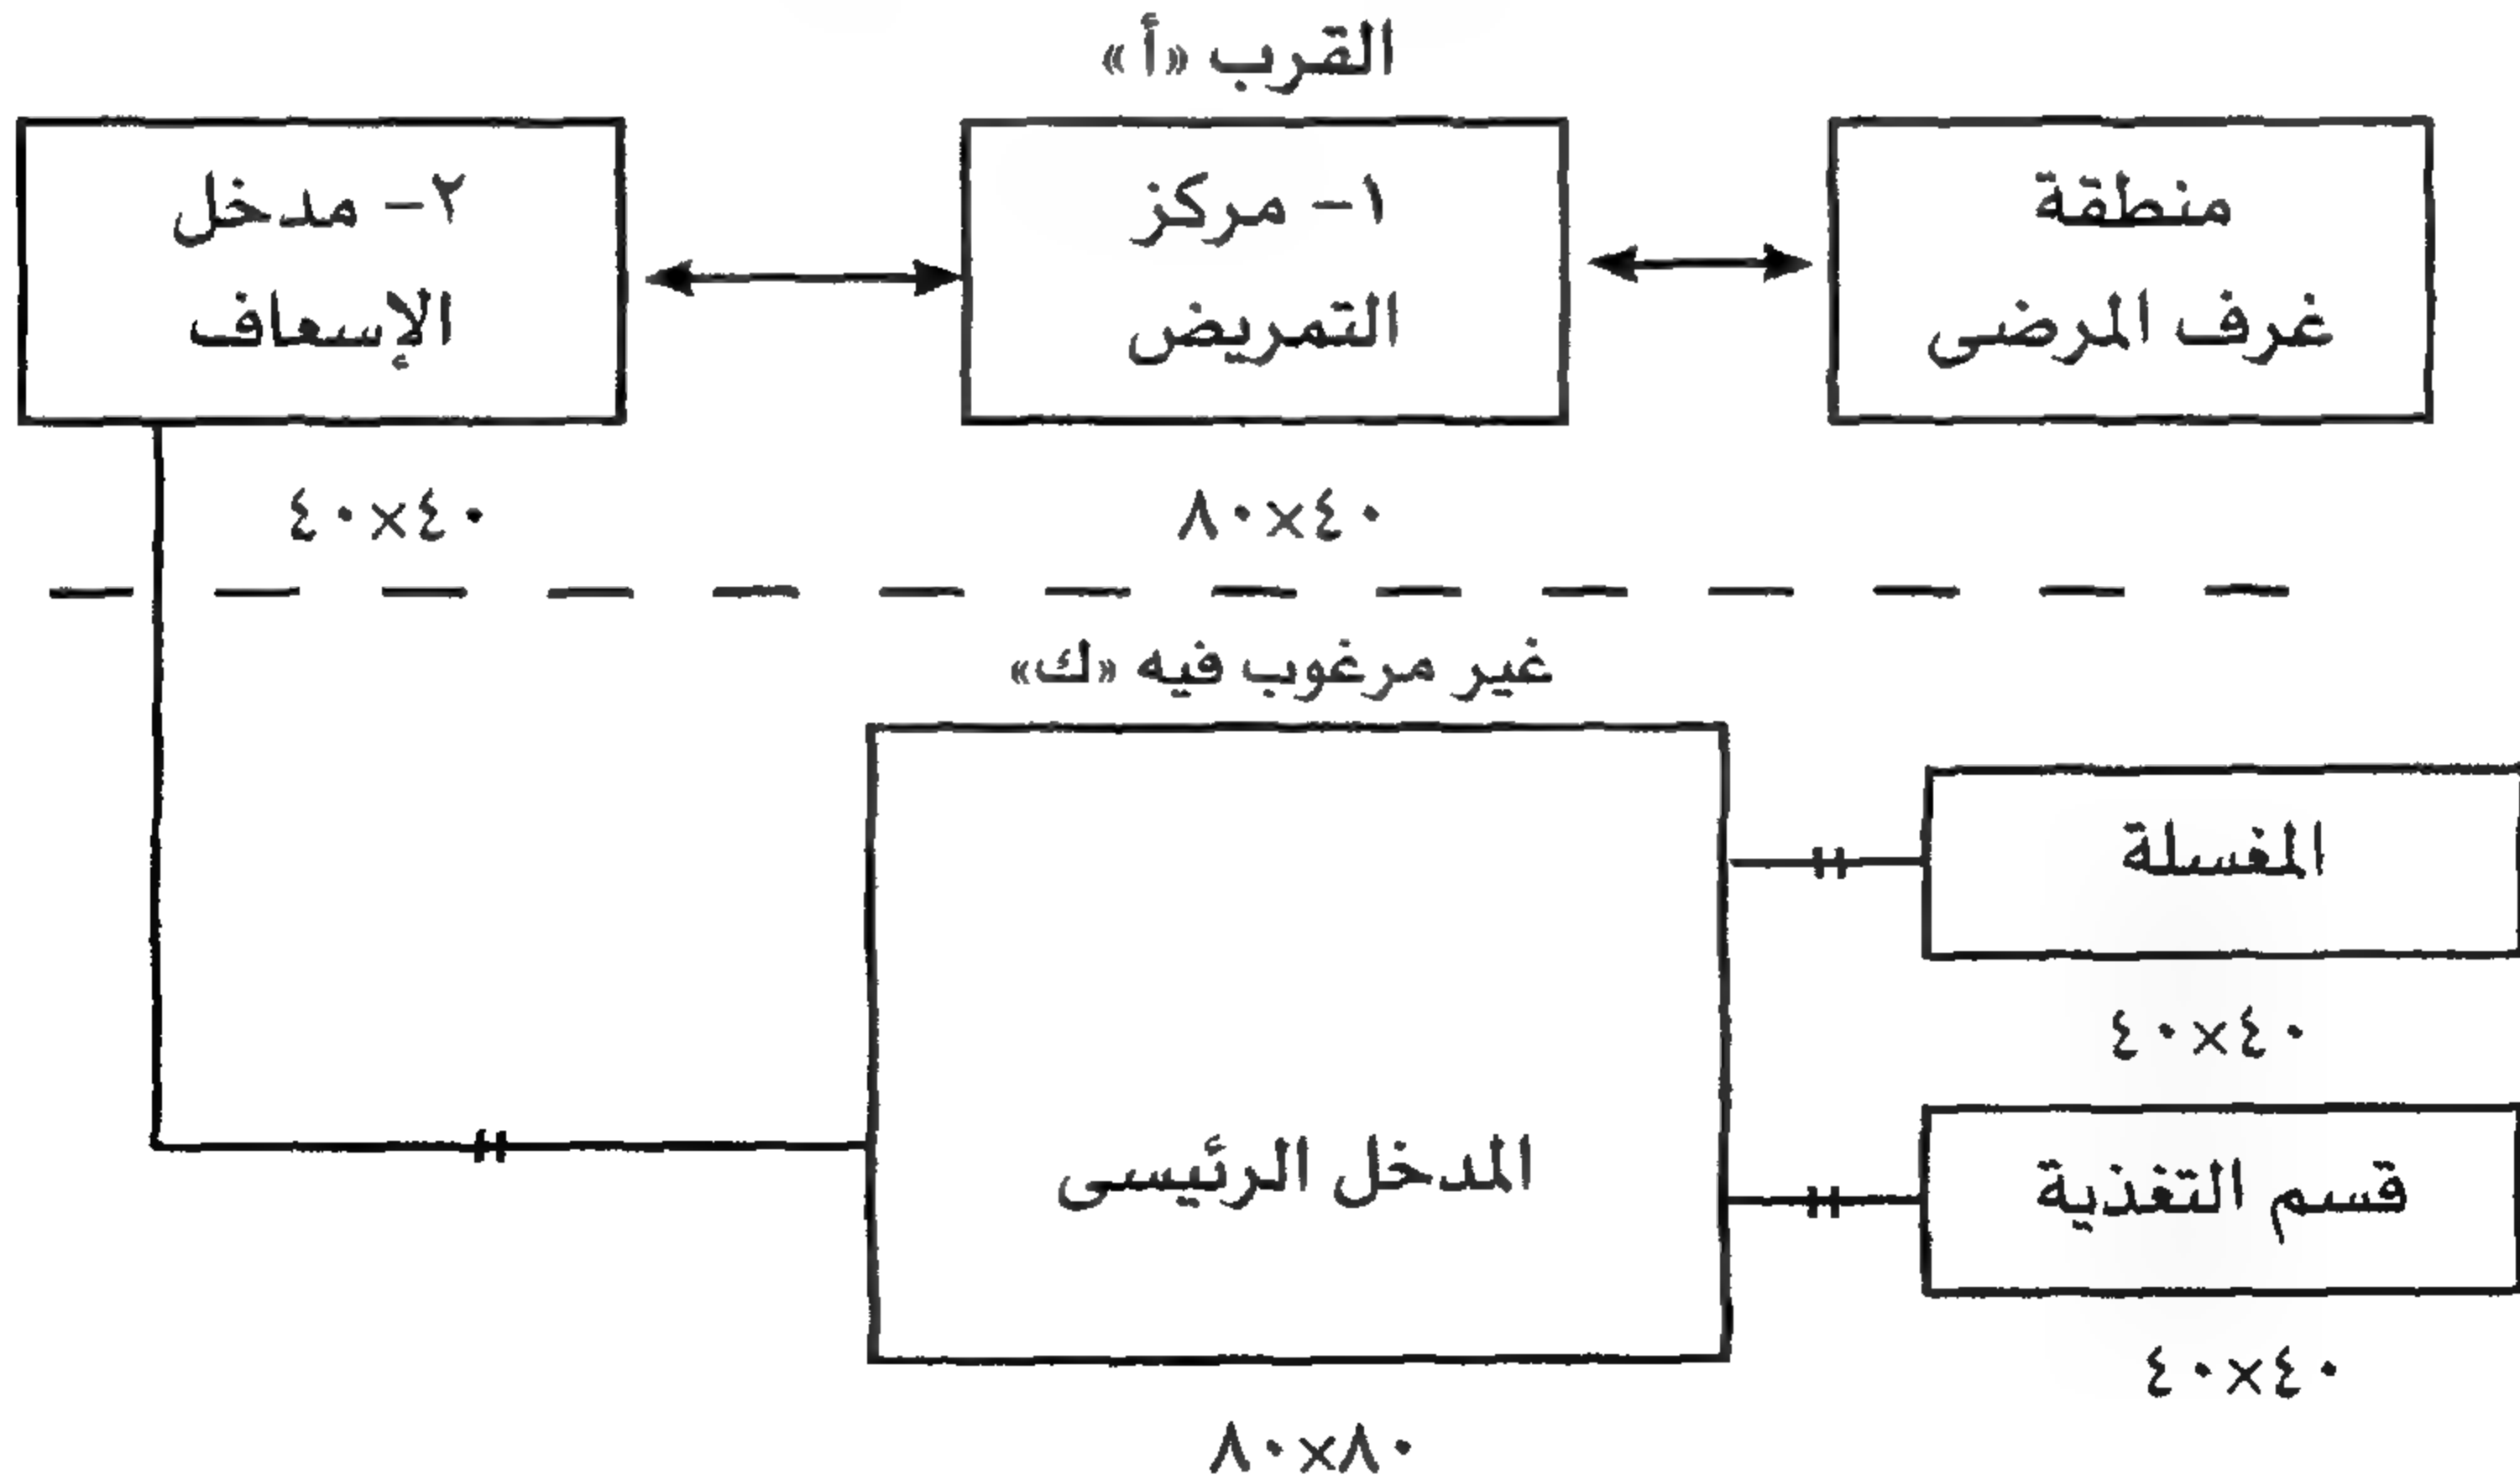 القرب «أ»
منطقة
غرف المرضى
١- مركز
التمريض
٢- مدخل
الإسعاف
٨٠×٤٠
٤٠×٤٠
غير مرغوب فيه «ك»
المغسلة
٤٠×٤٠
المدخل الرئيسى
قسم التغذية
٤٠×٤٠
٨٠×٨٠